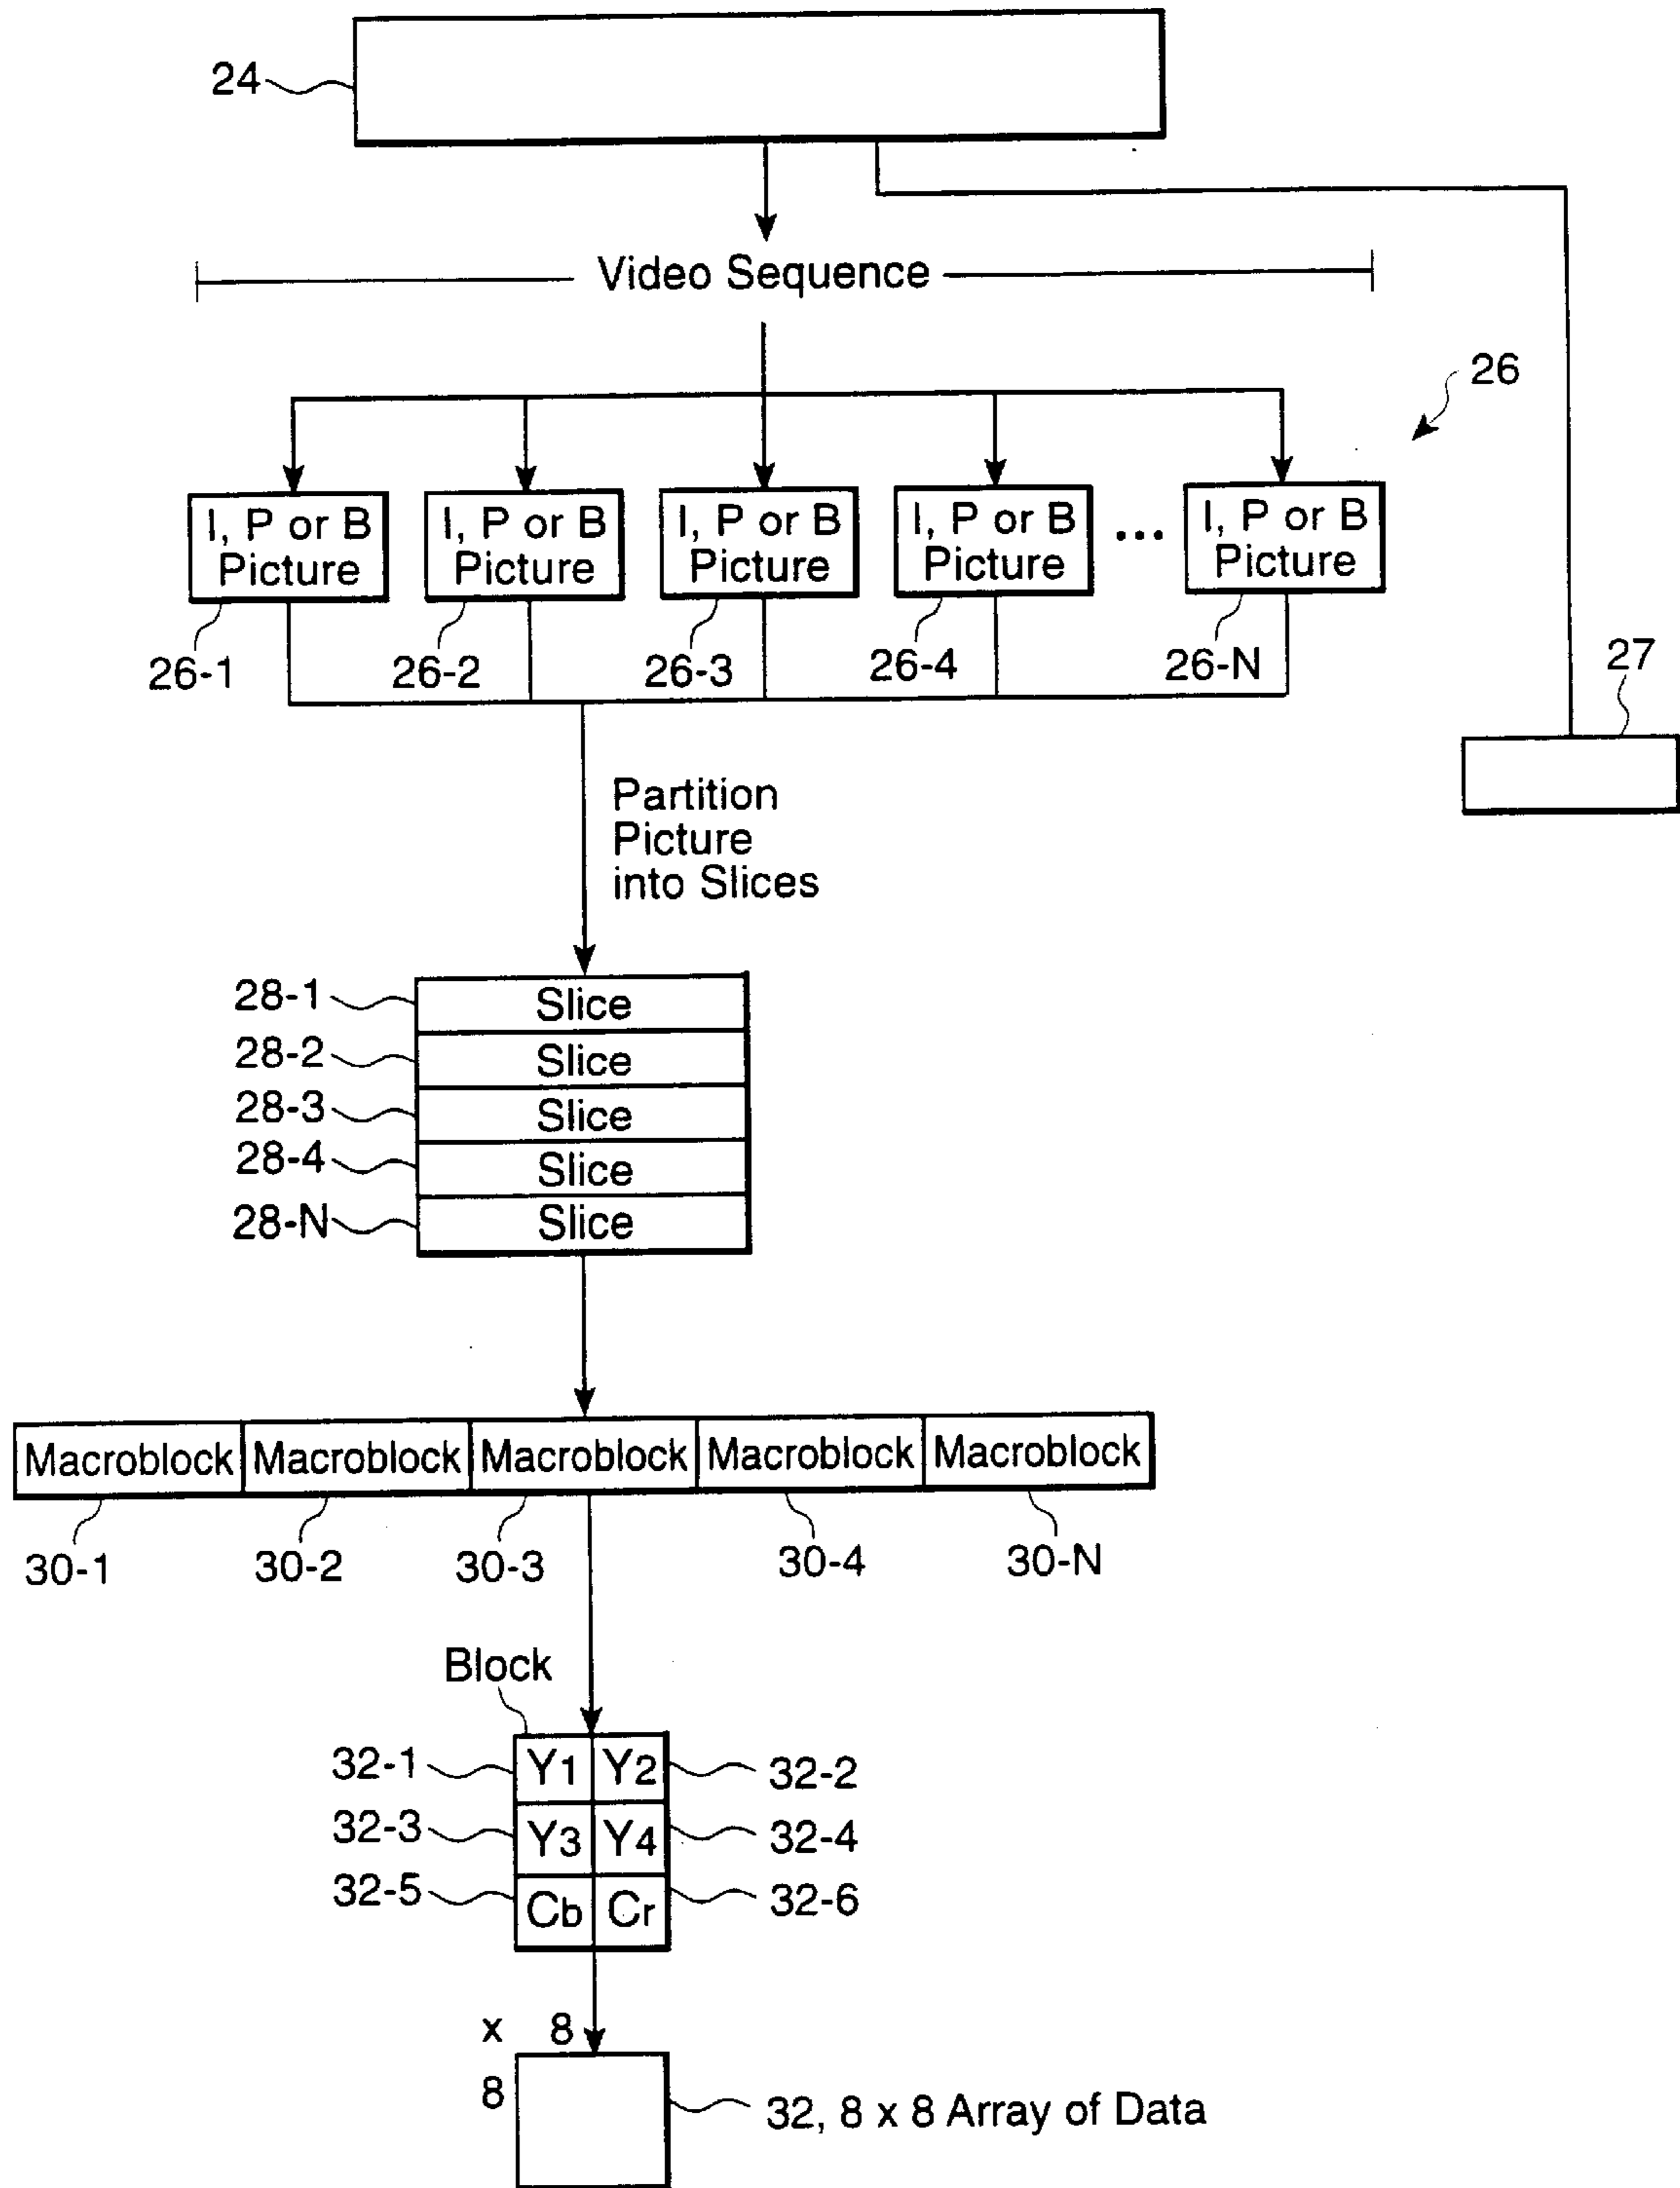 24
Video Sequence
26
I, P or B
Picture
I, P or B
Picture
I, P or B
Picture
I, P or B
Picture
...
I, P or B
Picture
26-1
26-2
26-3
26-4
26-N
27
Partition
Picture
into Slices
28-1
Slice
28-2
Slice
28-3
Slice
28-4
Slice
28-N
Slice
Macroblock
Macroblock
Macroblock
Macroblock
Macroblock
30-1
30-2
30-3
30-4
30-N
Block
32-1
Y1
Y2
32-2
32-3
Y3
Y4
32-4
32-5
Cb
Cr
32-6
x 8
8
32, 8 x 8 Array of Data